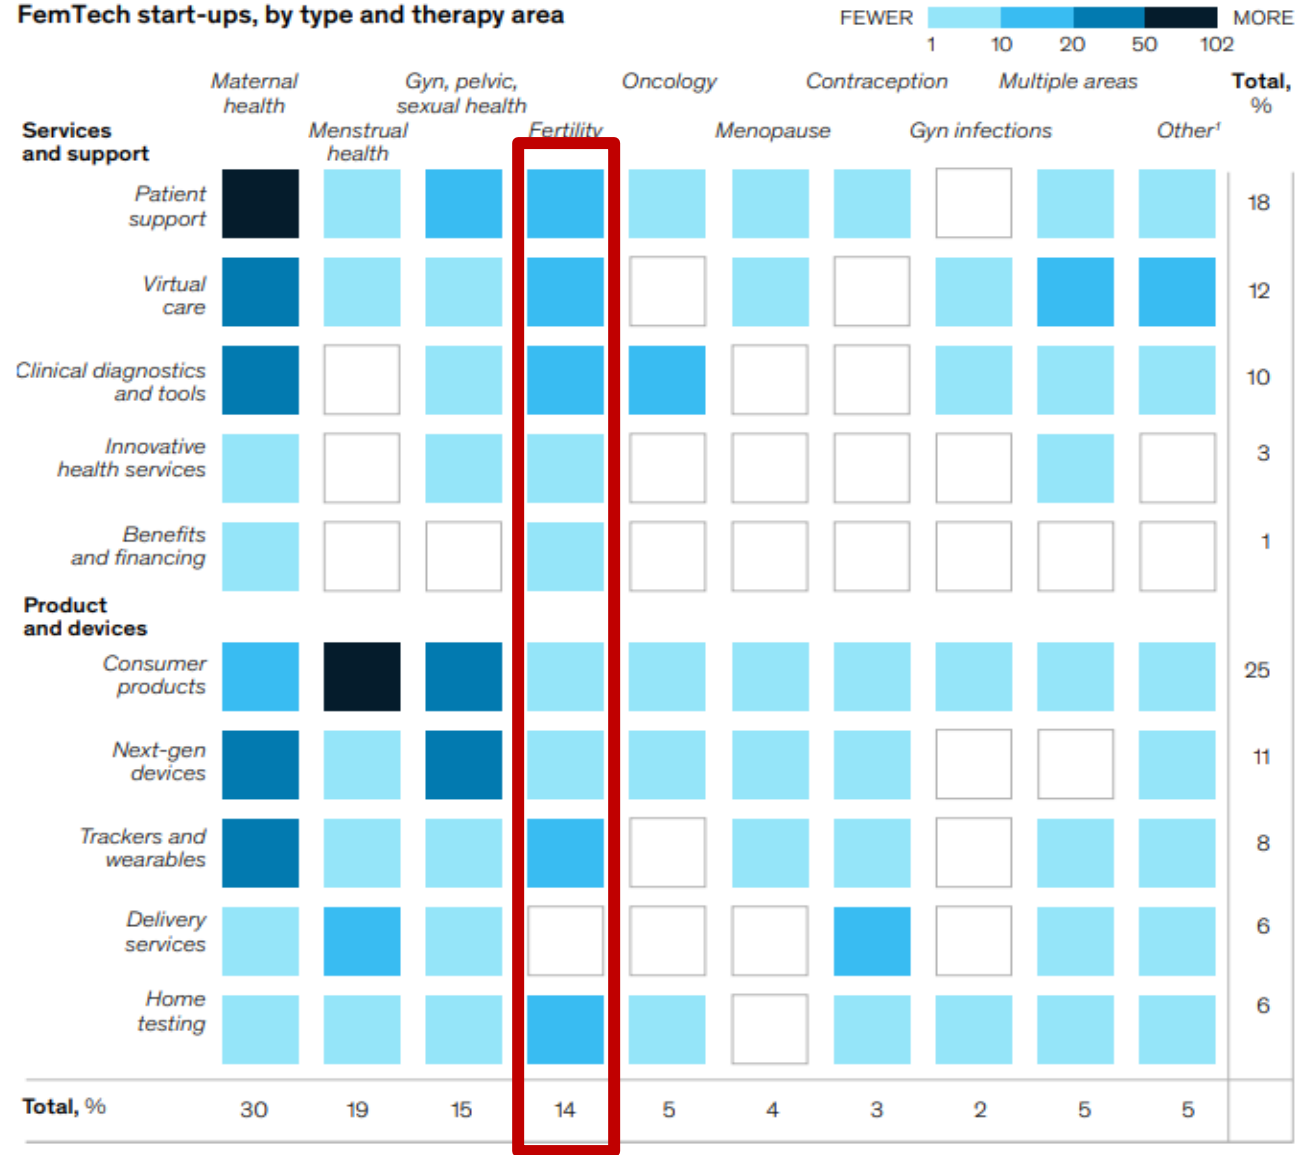 FemTech start-ups, by type and therapy area
FEWER MORE
1 10 20 50 102
Maternal health
Menstrual health
Gyn, pelvic, sexual health
Fertility
Oncology
Menopause
Contraception
Gyn infections
Multiple areas
Other¹
Total, %
Services
and support
Patient
support
18
Virtual
care
12
Clinical diagnostics
and tools
10
Innovative
health services
3
Benefits
and financing
1
Product
and devices
Consumer
products
25
Next-gen
devices
11
Trackers and
wearables
8
Delivery
services
6
Home
testing
6
Total, % 30 19 15 14 5 4 3 2 5 5